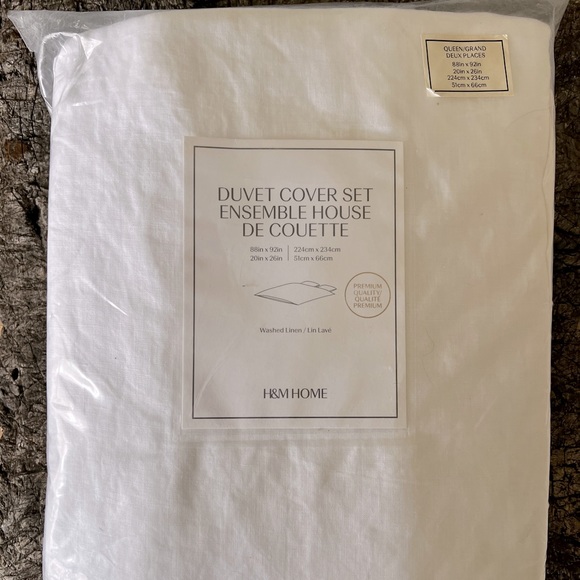 QUEEN/GRAND
DEUX PLACES
88in x 92in
20in x 26in
224cm x 234cm
51cm x 66cm
DUVET COVER SET
ENSEMBLE HOUSE
DE COUETTE
88in x 92in | 224cm x 234cm
20in x 26in | 51cm x 66cm
PREMIUM
QUALITY/
QUALITÉ
PREMIUM
Washed Linen / Lin Lavé
H&M HOME